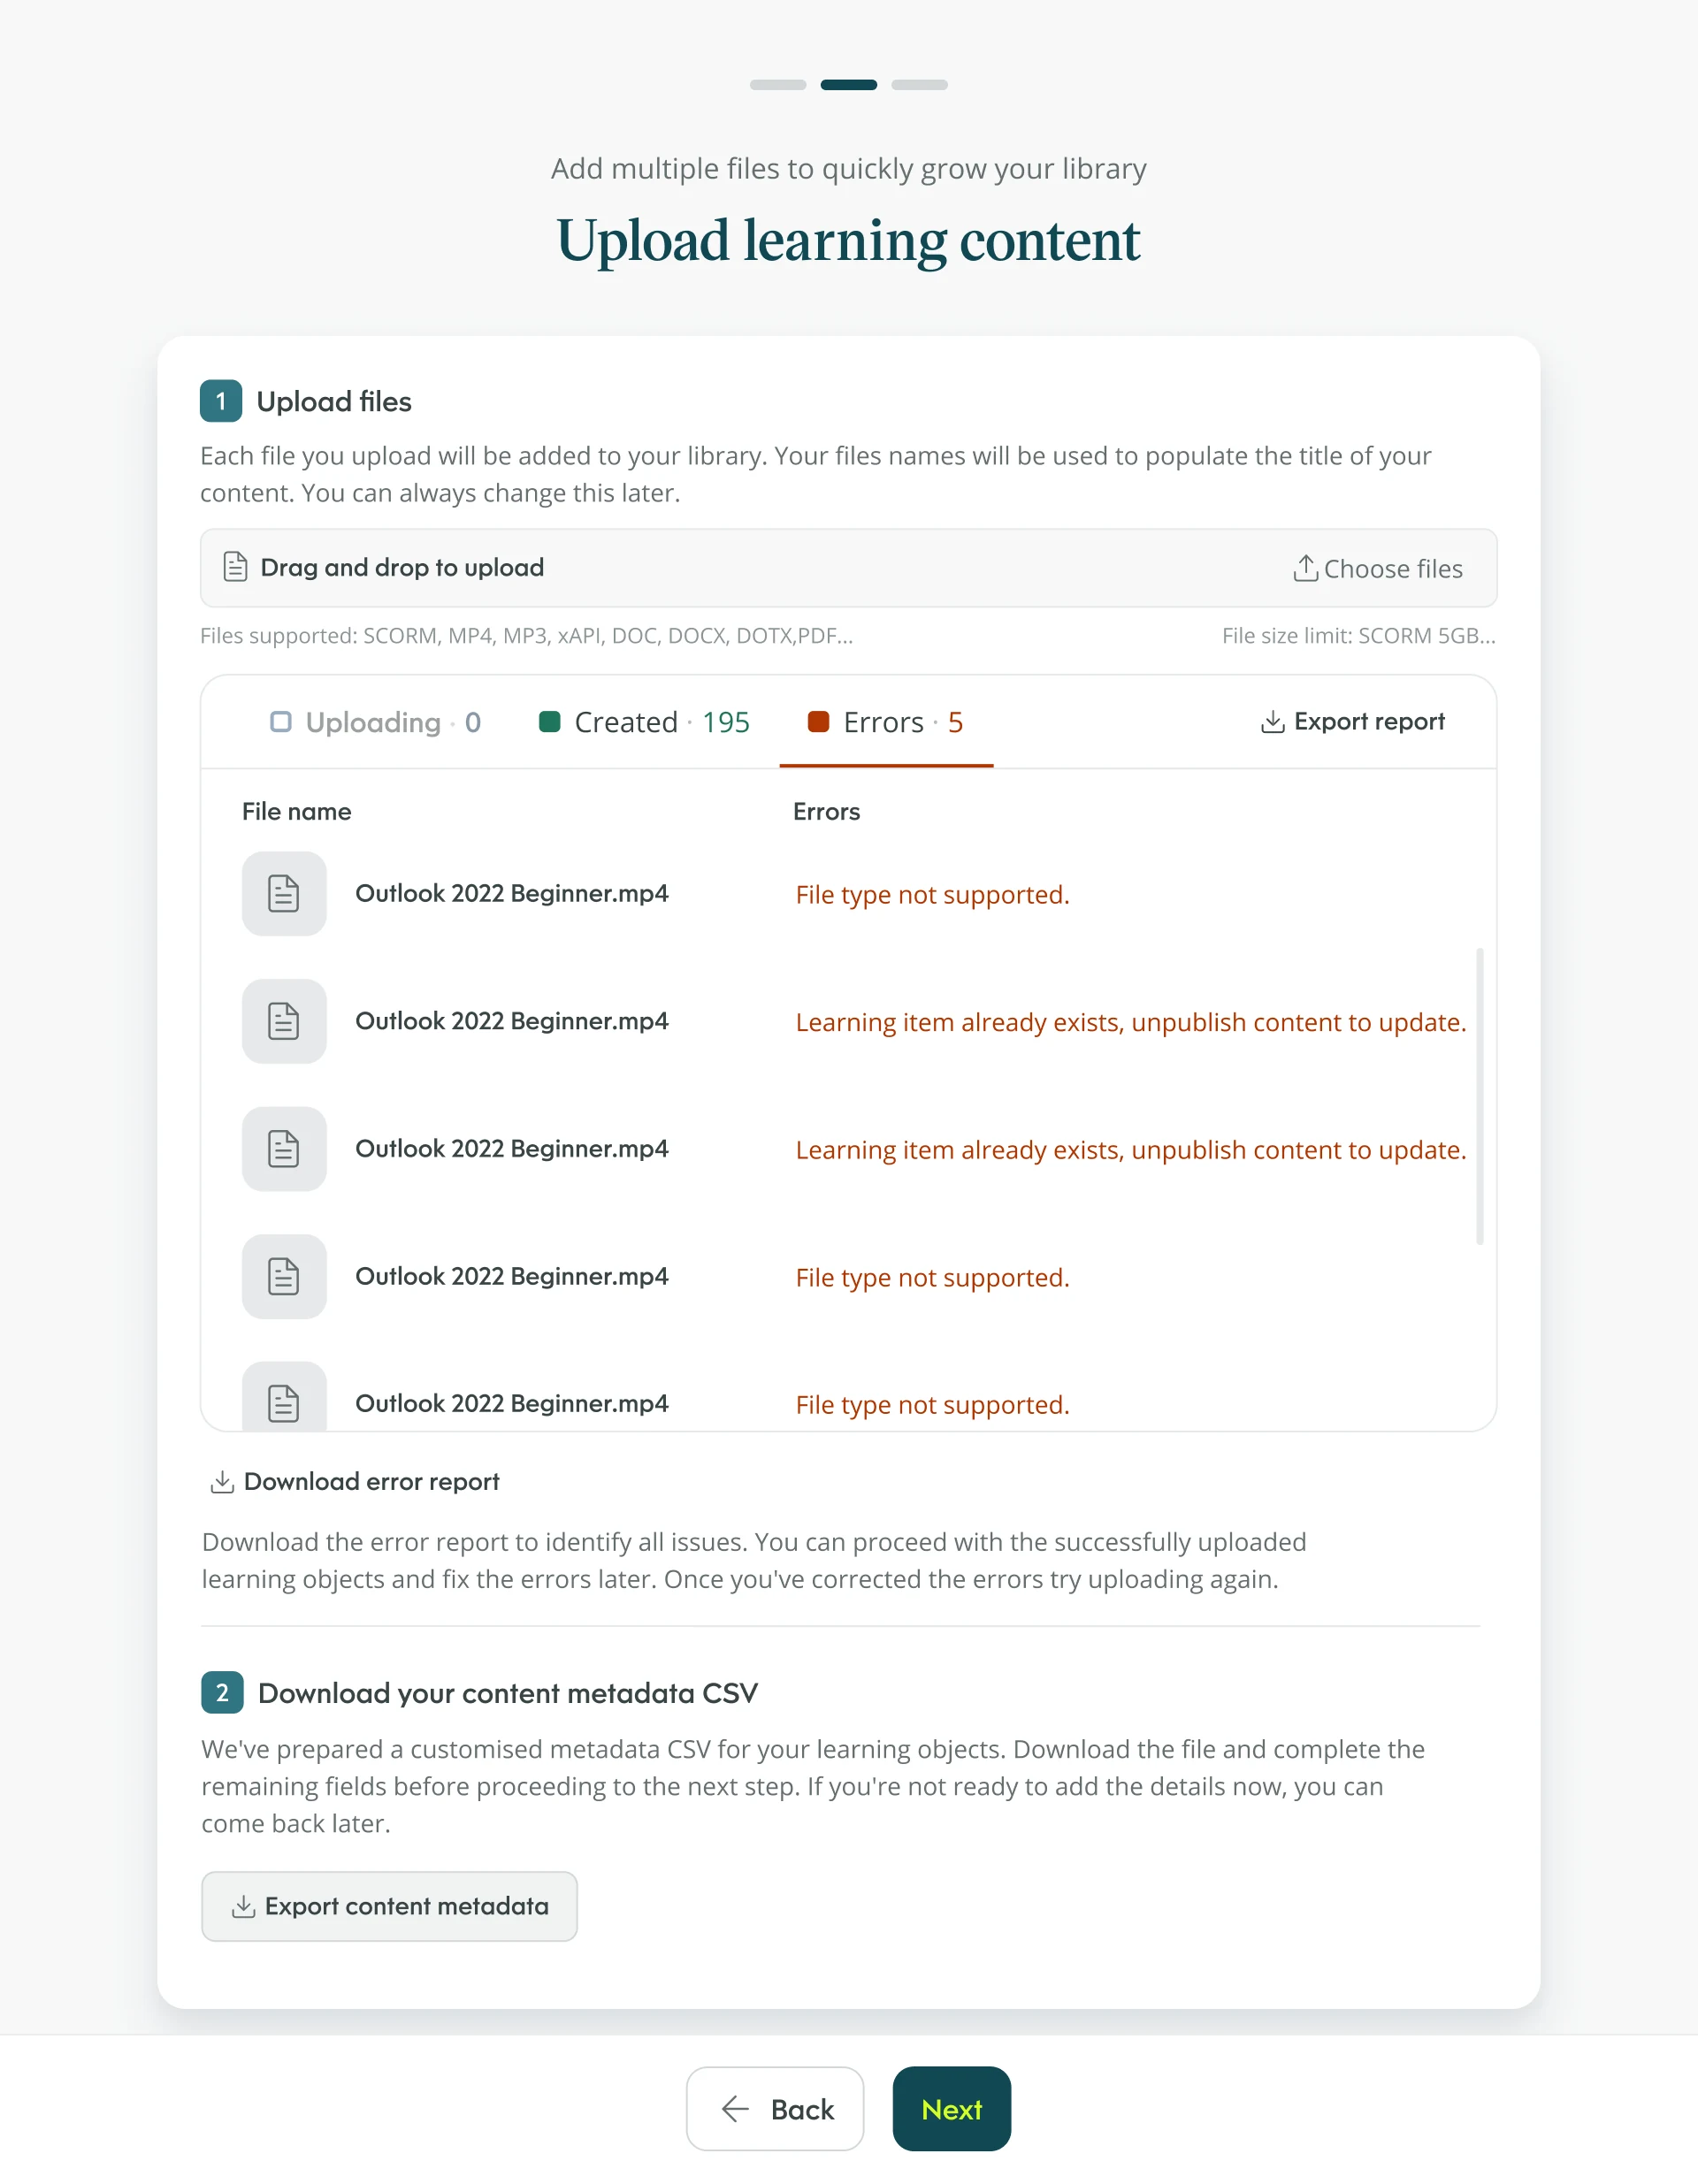 Add multiple files to quickly grow your library
Upload learning content
1 Upload files
Each file you upload will be added to your library. Your files names will be used to populate the title of your
content. You can always change this later.
Drag and drop to upload Choose files
Files supported: SCORM, MP4, MP3, xAPI, DOC, DOCX, DOTX,PDF... File size limit: SCORM 5GB...
Uploading · 0 Created · 195 Errors · 5 Export report
File name Errors
Outlook 2022 Beginner.mp4 File type not supported.
Outlook 2022 Beginner.mp4 Learning item already exists, unpublish content to update.
Outlook 2022 Beginner.mp4 Learning item already exists, unpublish content to update.
Outlook 2022 Beginner.mp4 File type not supported.
Outlook 2022 Beginner.mp4 File type not supported.
Download error report
Download the error report to identify all issues. You can proceed with the successfully uploaded
learning objects and fix the errors later. Once you've corrected the errors try uploading again.
2 Download your content metadata CSV
We've prepared a customised metadata CSV for your learning objects. Download the file and complete the
remaining fields before proceeding to the next step. If you're not ready to add the details now, you can
come back later.
Export content metadata
Back Next